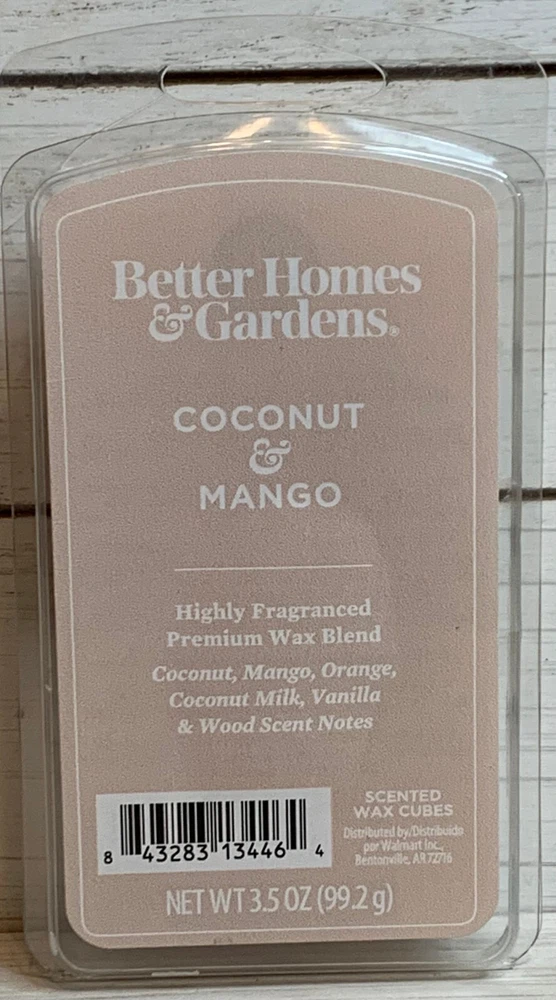 Better Homes
& Gardens®
COCONUT
&
MANGO
Highly Fragranced
Premium Wax Blend
Coconut, Mango, Orange,
Coconut Milk, Vanilla
& Wood Scent Notes
SCENTED
WAX CUBES
Distributed by/Distribuido
por Walmart Inc.,
Bentonville, AR 72716
8 43283 13446 4
NET WT 3.5 OZ (99.2 g)